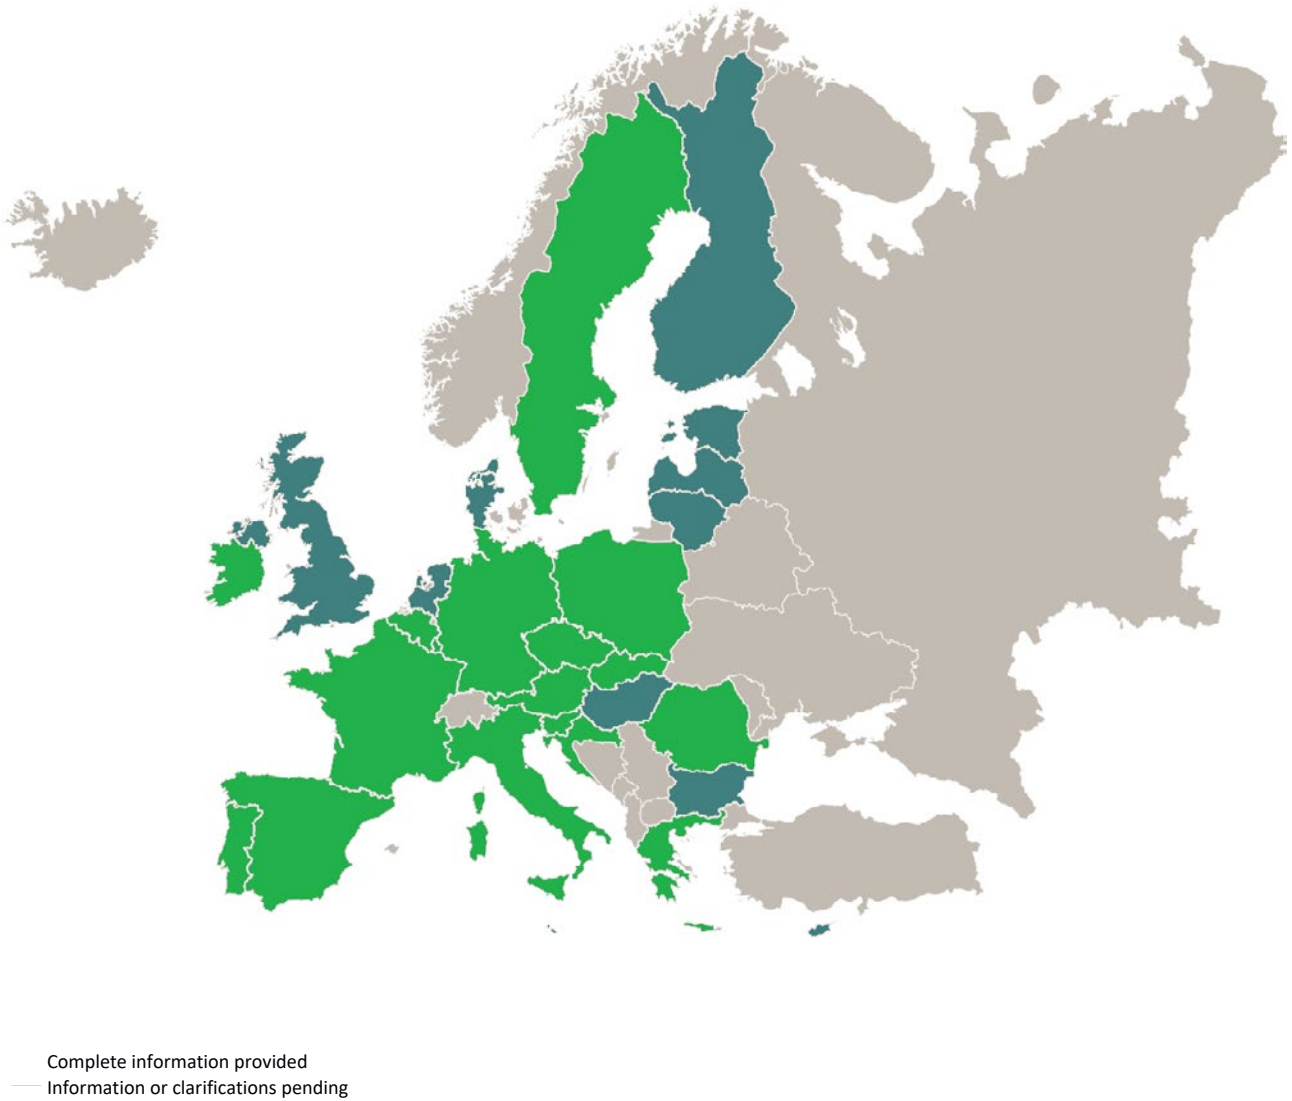 Complete information provided
Information or clarifications pending